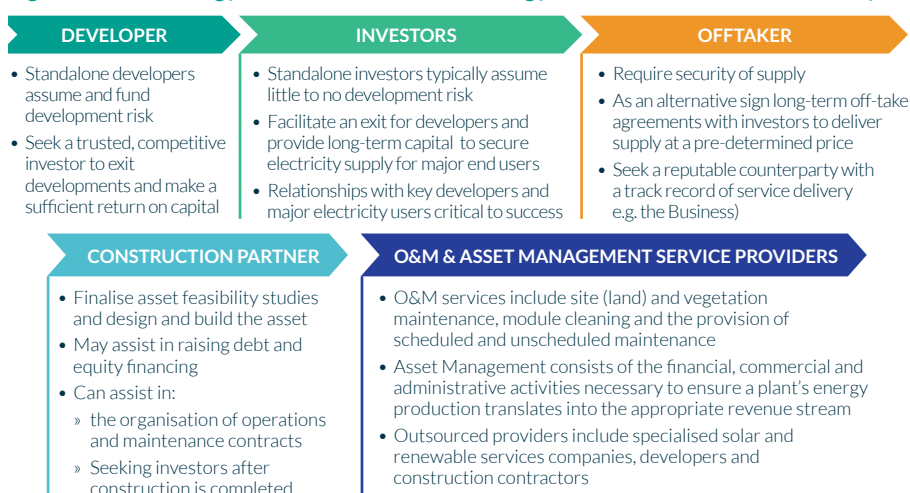 DEVELOPER
• Standalone developers
assume and fund
development risk
• Seek a trusted, competitive
investor to exit
developments and make a
sufficient return on capital
INVESTORS
• Standalone investors typically assume
little to no development risk
• Facilitate an exit for developers and
provide long-term capital to secure
electricity supply for major end users
• Relationships with key developers and
major electricity users critical to success
OFFTAKER
• Require security of supply
• As an alternative sign long-term off-take
agreements with investors to deliver
supply at a pre-determined price
• Seek a reputable counterparty with
a track record of service delivery
e.g. the Business)
CONSTRUCTION PARTNER
• Finalise asset feasibility studies
and design and build the asset
• May assist in raising debt and
equity financing
• Can assist in:
» the organisation of operations
and maintenance contracts
» Seeking investors after
construction is completed
O&M & ASSET MANAGEMENT SERVICE PROVIDERS
• O&M services include site (land) and vegetation
maintenance, module cleaning and the provision of
scheduled and unscheduled maintenance
• Asset Management consists of the financial, commercial and
administrative activities necessary to ensure a plant's energy
production translates into the appropriate revenue stream
• Outsourced providers include specialised solar and
renewable services companies, developers and
construction contractors